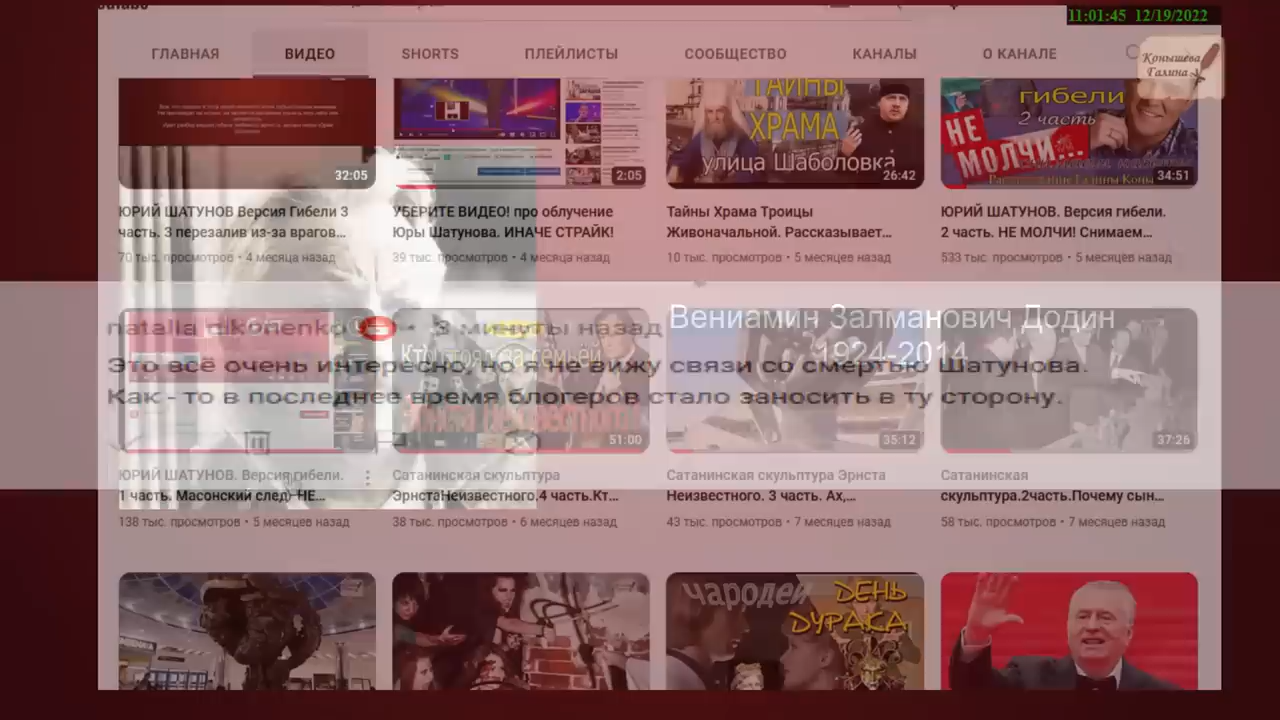 11:01:45 12/19/2022
ГЛАВНАЯ ВИДЕО SHORTS ПЛЕЙЛИСТЫ СООБЩЕСТВО КАНАЛЫ О КАНАЛЕ
Конышева
Галина
ТАЙНЫ
ХРАМА
улица Шаболовка
гибели
2 часть
НЕ
МОЛЧИ...
32:05 2:05 26:42 34:51
ЮРИЙ ШАТУНОВ Версия Гибели 3
часть. 3 перезалив из-за врагов...
70 тыс. просмотров • 4 месяца назад
УБЕРИТЕ ВИДЕО! про облучение
Юры Шатунова. ИНАЧЕ СТРАЙК!
39 тыс. просмотров • 4 месяца назад
Тайны Храма Троицы
Живоначальной. Рассказывает...
10 тыс. просмотров • 5 месяцев назад
ЮРИЙ ШАТУНОВ. Версия гибели.
2 часть. НЕ МОЛЧИ! Снимаем...
533 тыс. просмотров • 5 месяцев назад
Вениамин Залманович Додин
1924-2014
natalia dikonenko • 3 минуты назад
Это всё очень интересно, но я не вижу связи со смертью Шатунова.
Как - то в последнее время блогеров стало заносить в ту сторону.
Кто стоял за семьёй
Эрнста Неизвестного!
51:00 35:12 37:26
ЮРИЙ ШАТУНОВ. Версия гибели.
1 часть. Масонский след) НЕ...
138 тыс. просмотров • 5 месяцев назад
Сатанинская скульптура
ЭрнстаНеизвестного.4 часть.Кт...
38 тыс. просмотров • 6 месяцев назад
Сатанинская скульптура Эрнста
Неизвестного. 3 часть. Ах,...
43 тыс. просмотров • 7 месяцев назад
Сатанинская
скульптура.2часть.Почему сын...
58 тыс. просмотров • 7 месяцев назад
чародей
ДЕНЬ
ДУРАКА